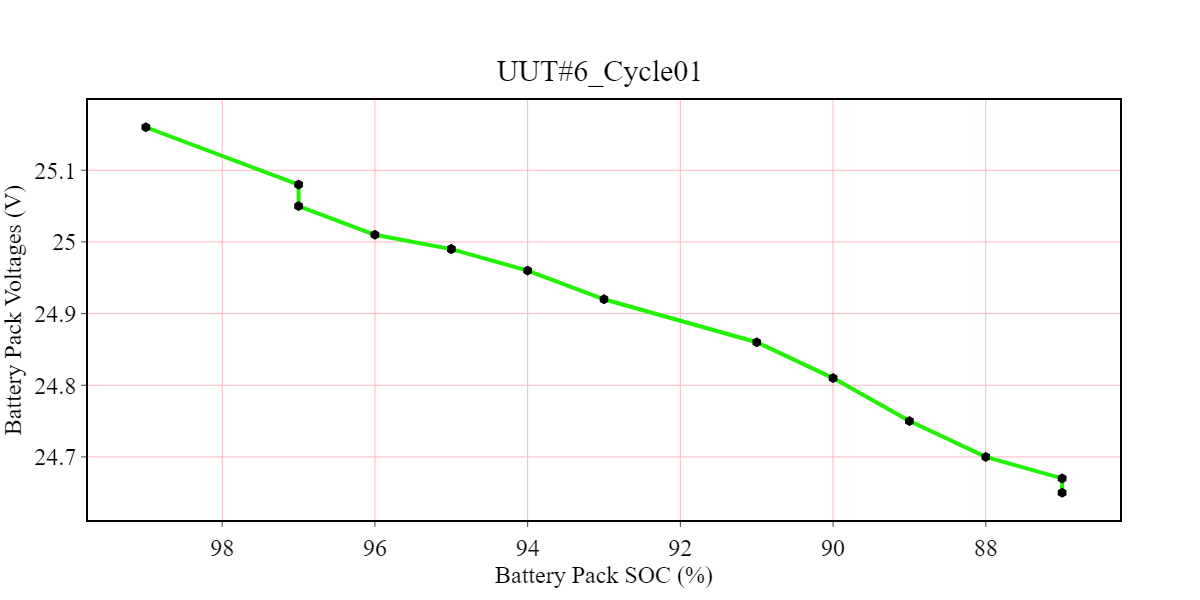 UUT#6_Cycle01
Battery Pack Voltages (V)
25.1
25
24.9
24.8
24.7
98 96 94 92 90 88
Battery Pack SOC (%)